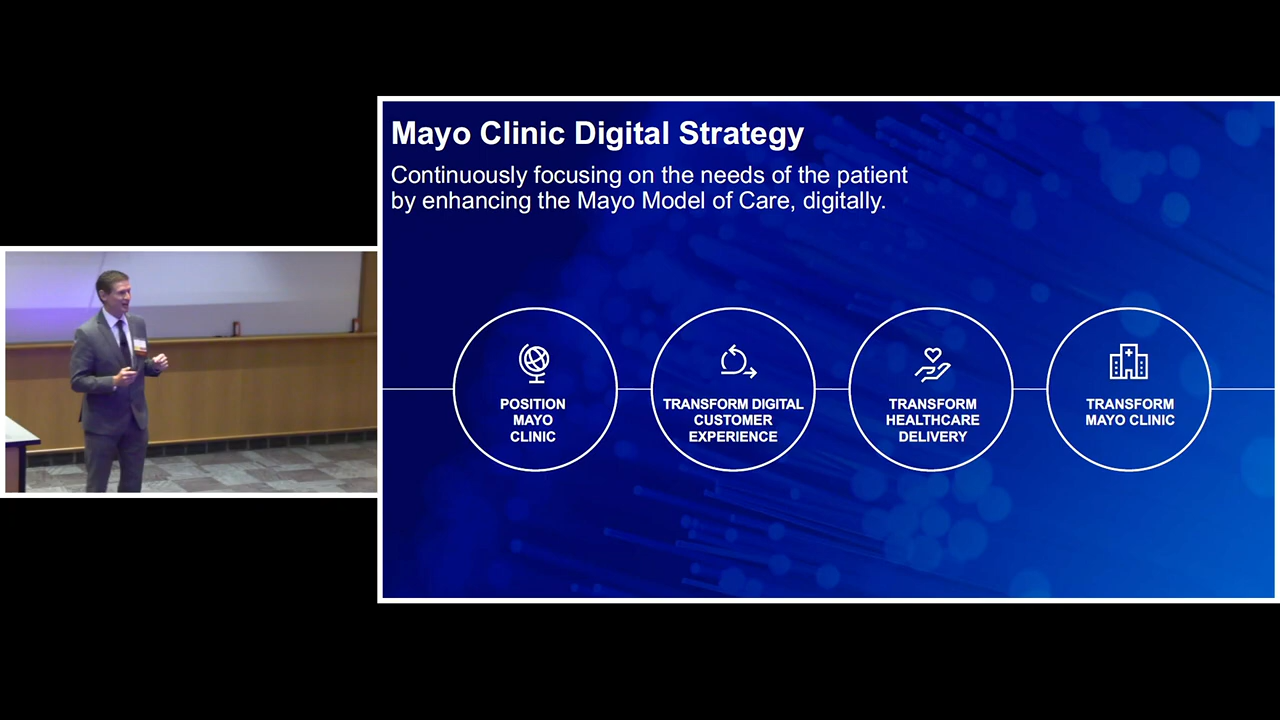 Mayo Clinic Digital Strategy
Continuously focusing on the needs of the patient
by enhancing the Mayo Model of Care, digitally.
POSITION
MAYO
CLINIC
TRANSFORM DIGITAL
CUSTOMER
EXPERIENCE
TRANSFORM
HEALTHCARE
DELIVERY
TRANSFORM
MAYO CLINIC